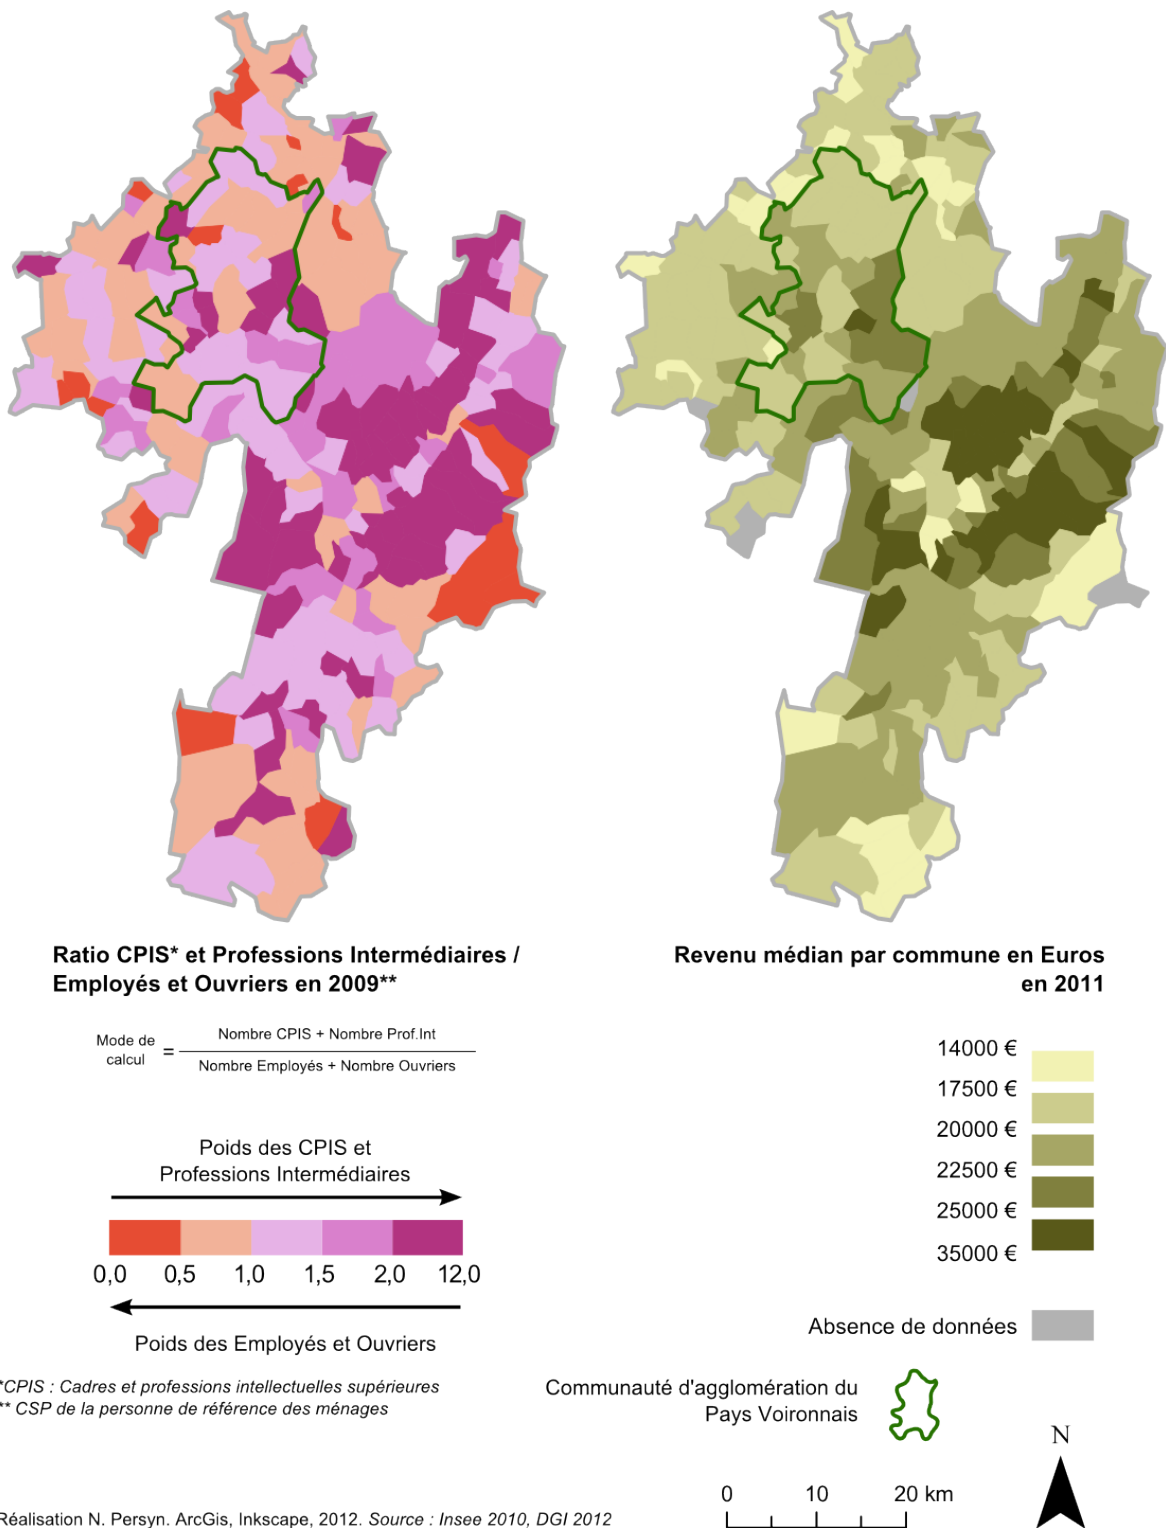 Ratio CPIS* et Professions Intermédiaires /
Employés et Ouvriers en 2009**
Mode de
calcul
=
Nombre CPIS + Nombre Prof.Int
Nombre Employés + Nombre Ouvriers
Poids des CPIS et
Professions Intermédiaires
0,0 0,5 1,0 1,5 2,0 12,0
Poids des Employés et Ouvriers
*CPIS : Cadres et professions intellectuelles supérieures
** CSP de la personne de référence des ménages
Réalisation N. Persyn. ArcGis, Inkscape, 2012. Source : Insee 2010, DGI 2012
Revenu médian par commune en Euros
en 2011
14000 €
17500 €
20000 €
22500 €
25000 €
35000 €
Absence de données
Communauté d'agglomération du
Pays Voironnais
N
0 10 20 km